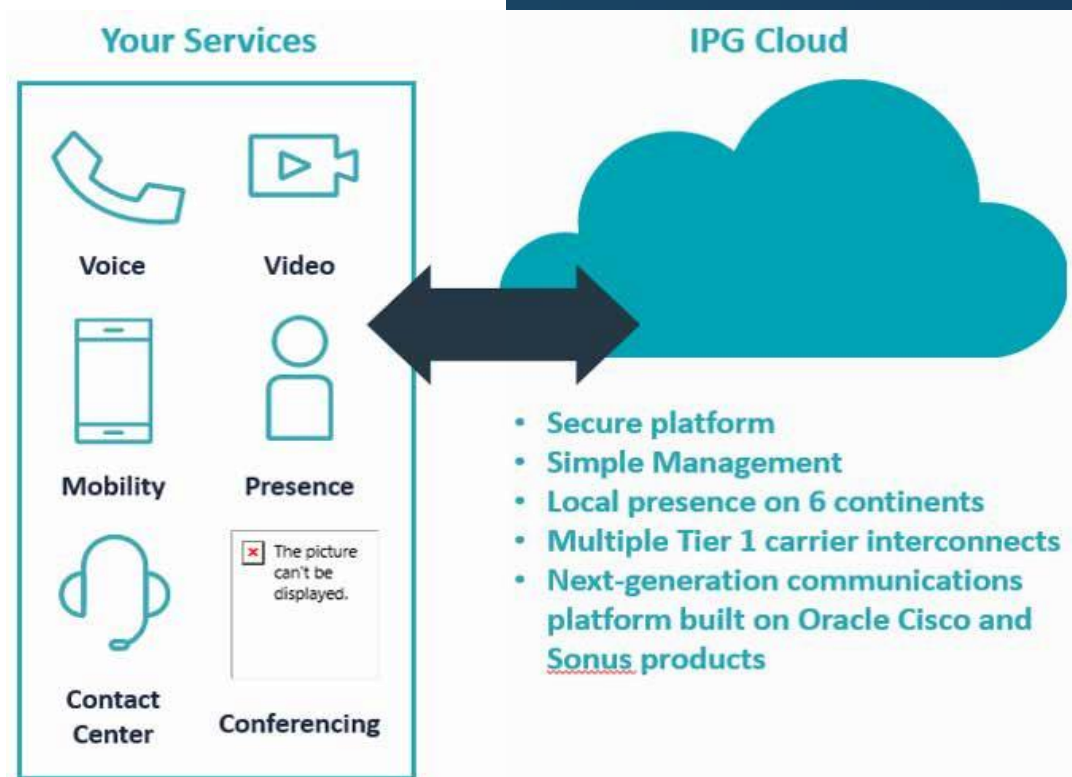 Your Services
IPG Cloud
Voice
Video
Mobility
Presence
The picture
can't be
displayed.
Contact
Center
Conferencing
• Secure platform
• Simple Management
• Local presence on 6 continents
• Multiple Tier 1 carrier interconnects
• Next-generation communications
platform built on Oracle Cisco and
Sonus products